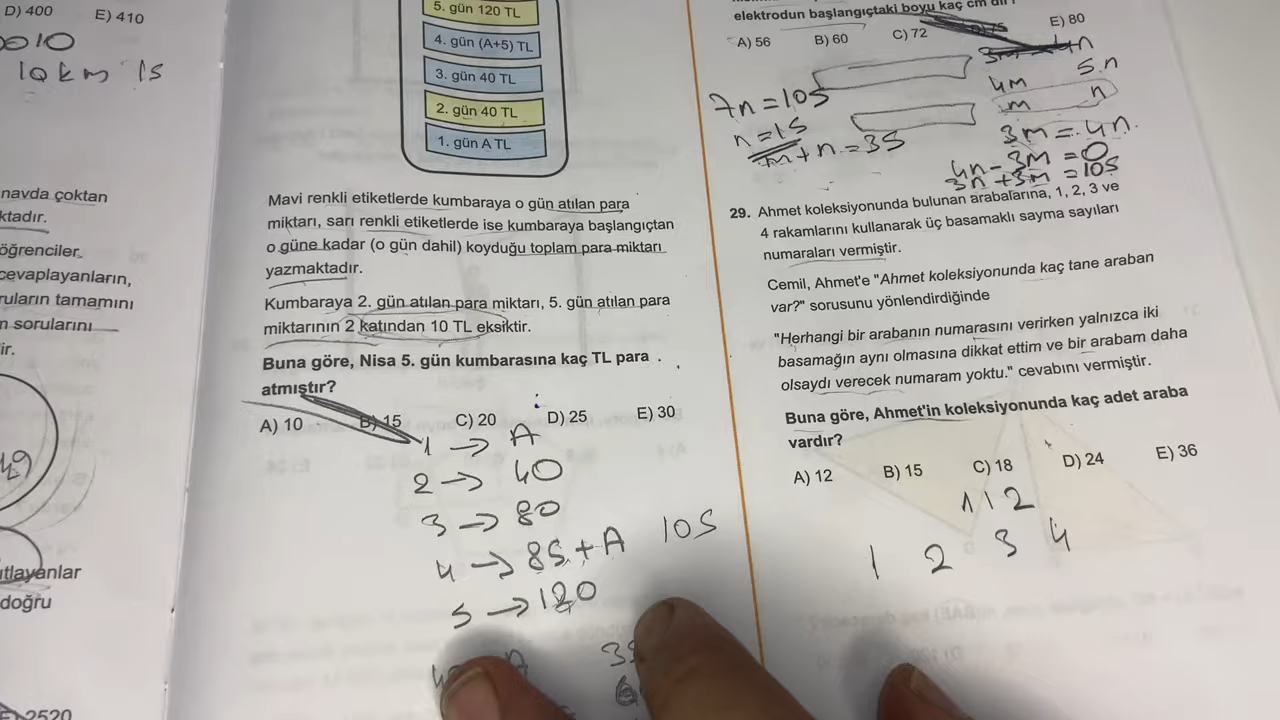 D) 400
E) 410
0010
10km 1s
navda çoktan
ktadır.
öğrenciler
cevaplayanların,
ruların tamamını
n sorularını
ir.
49
ıtlayanlar
doğru
2520
5. gün 120 TL
4. gün (A+5) TL
3. gün 40 TL
2. gün 40 TL
1. gün A TL
Mavi renkli etiketlerde kumbaraya o gün atılan para
miktarı, sarı renkli etiketlerde ise kumbaraya başlangıçtan
o güne kadar (o gün dahil) koyduğu toplam para miktarı
yazmaktadır.
Kumbaraya 2. gün atılan para miktarı, 5. gün atılan para
miktarının 2 katından 10 TL eksiktir.
Buna göre, Nisa 5. gün kumbarasına kaç TL para
atmıştır?
A) 10 B) 15 C) 20 D) 25 E) 30
1 → A
2 → 40
3 → 80
4 → 85+A 105
5 → 120
elektrodun başlangıçtaki boyu kaç cm dir?
A) 56 B) 60 C) 72 E) 80
7n = 105
n = 15
m+n = 35
4m 5n
m n
3m = 4n
4n - 3m = 0
3n + 3m = 105
29. Ahmet koleksiyonunda bulunan arabalarına, 1, 2, 3 ve
4 rakamlarını kullanarak üç basamaklı sayma sayıları
numaraları vermiştir.
Cemil, Ahmet'e "Ahmet koleksiyonunda kaç tane araban
var?" sorusunu yönlendirdiğinde
"Herhangi bir arabanın numarasını verirken yalnızca iki
basamağın aynı olmasına dikkat ettim ve bir arabam daha
olsaydı verecek numaram yoktu." cevabını vermiştir.
Buna göre, Ahmet'in koleksiyonunda kaç adet araba
vardır?
A) 12 B) 15 C) 18 D) 24 E) 36
112
1 2 3 4